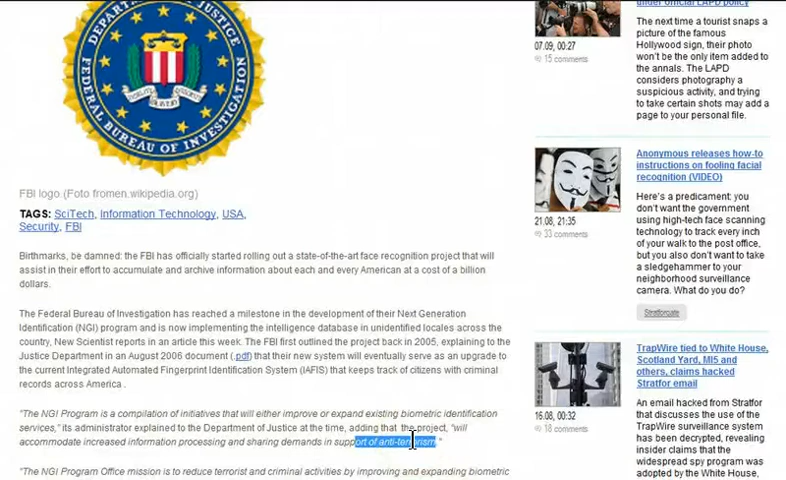 DEPARTMENT OF JUSTICE
FEDERAL BUREAU OF INVESTIGATION
FIDELITY BRAVERY INTEGRITY
FBI logo (Foto fromen.wikipedia.org)
TAGS: SciTech, Information Technology, USA,
Security, FBI
Birthmarks, be damned: the FBI has officially started rolling out a state-of-the-art face recognition project that will
assist in their effort to accumulate and archive information about each and every American at a cost of a billion
dollars.
The Federal Bureau of Investigation has reached a milestone in the development of their Next Generation
Identification (NGI) program and is now implementing the intelligence database in unidentified locales across the
country, New Scientist reports in an article this week. The FBI first outlined the project back in 2005, explaining to the
Justice Department in an August 2006 document (.pdf) that their new system will eventually serve as an upgrade to
the current Integrated Automated Fingerprint Identification System (IAFIS) that keeps track of citizens with criminal
records across America .
"The NGI Program is a compilation of initiatives that will either improve or expand existing biometric identification
services," its administrator explained to the Department of Justice at the time, adding that the project, "will
accommodate increased information processing and sharing demands in support of anti-terrorism."
"The NGI Program Office mission is to reduce terrorist and criminal activities by improving and expanding biometric
under official LAPD policy
07.09, 00:27
15 comments
The next time a tourist snaps a
picture of the famous
Hollywood sign, their photo
won't be the only item added to
the annals. The LAPD
considers photography a
suspicious activity, and trying
to take certain shots may add a
page to your personal file.
21.08, 21:35
33 comments
Anonymous releases how-to
instructions on fooling facial
recognition (VIDEO)
Here's a predicament: you
don't want the government
using high-tech face scanning
technology to track every inch
of your walk to the post office,
but you also don't want to take
a sledgehammer to your
neighborhood surveillance
camera. What do you do?
Stratforgate
16.08, 00:32
18 comments
TrapWire tied to White House,
Scotland Yard, MI5 and
others, claims hacked
Stratfor email
An email hacked from Stratfor
that discusses the use of the
TrapWire surveillance system
has been decrypted, revealing
insider claims that the
widespread spy program was
adopted by the White House,